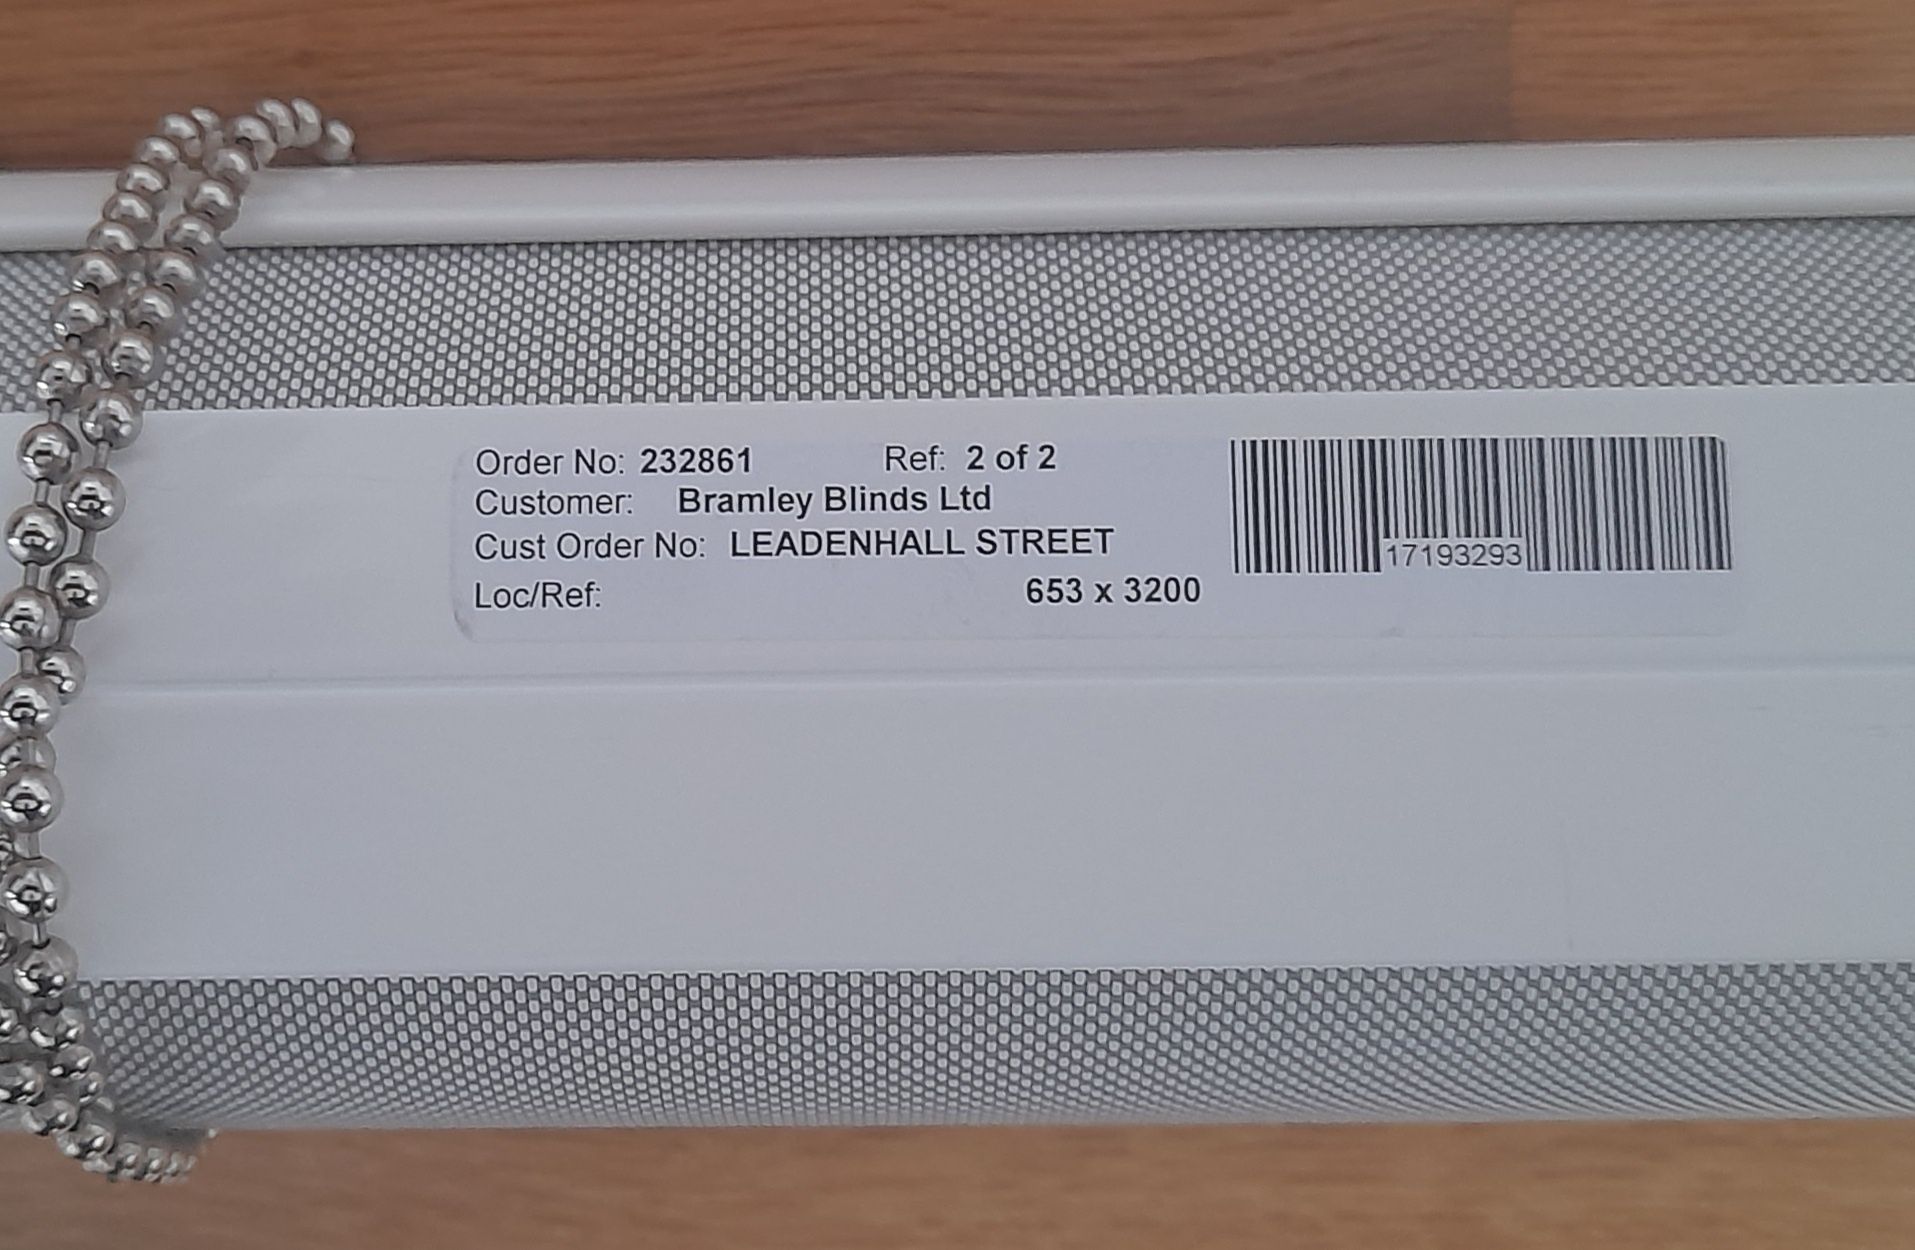 Order No: 232861 Ref: 2 of 2
Customer: Bramley Blinds Ltd
Cust Order No: LEADENHALL STREET
17193293
Loc/Ref: 653 x 3200